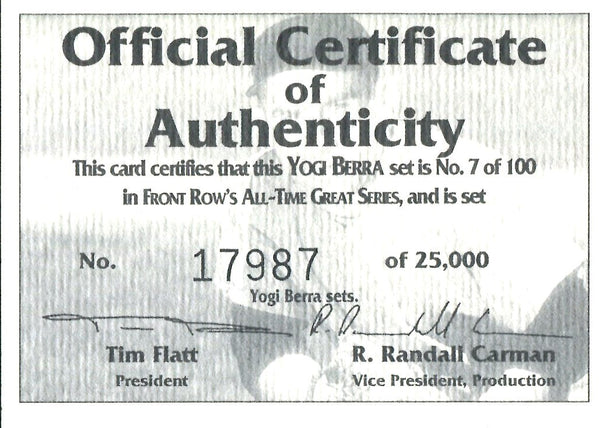 Official Certificate
of
Authenticity
This card certifies that this YOGI BERRA set is No. 7 of 100
in FRONT ROW'S ALL-TIME GREAT SERIES, and is set
No. 17987 of 25,000
Yogi Berra sets.
Tim Flatt R. Randall Carman
President Vice President, Production